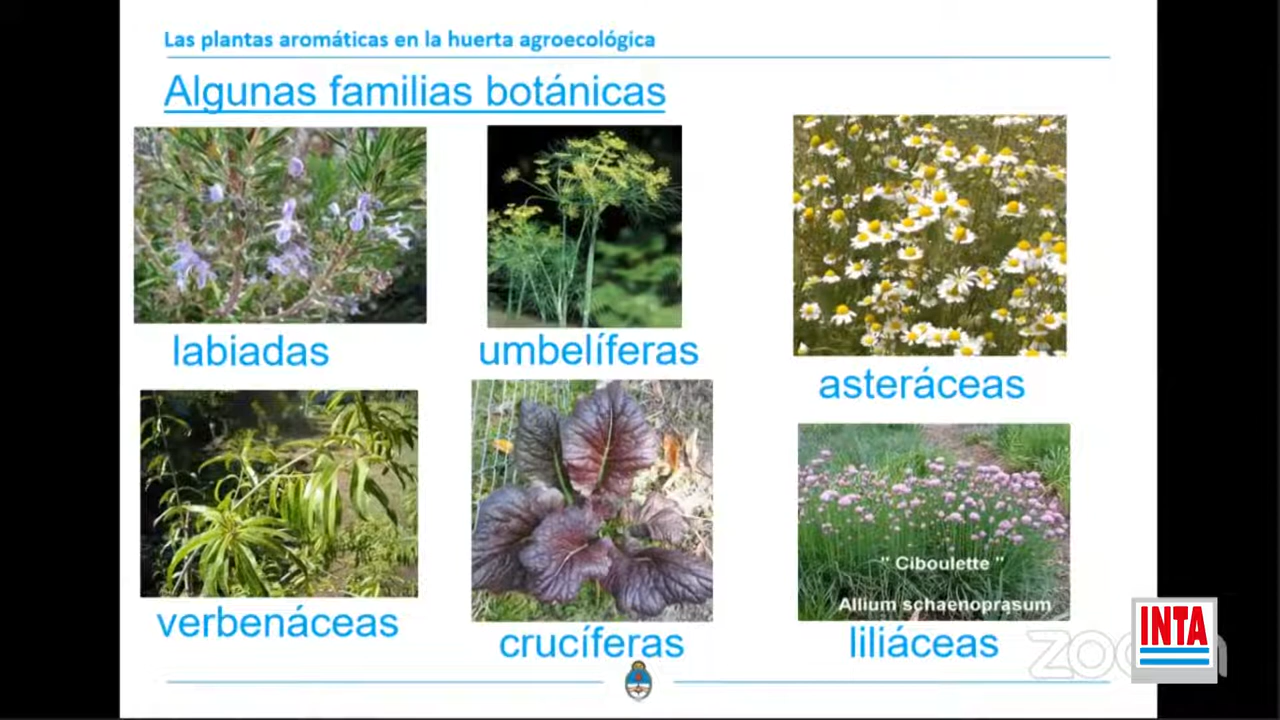 Las plantas aromáticas en la huerta agroecológica
Algunas familias botánicas
labiadas
umbelíferas
asteráceas
verbenáceas
crucíferas
" Ciboulette "
Allium schaenoprasum
liliáceas
zoom
INTA